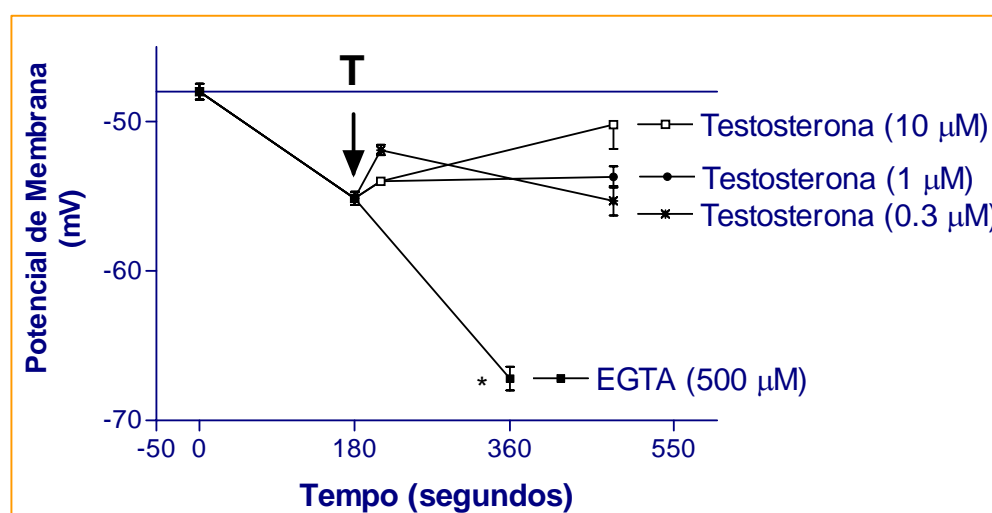 T
Potencial de Membrana
(mV)
-50
-60
-70
Testosterona (10 μM)
Testosterona (1 μM)
Testosterona (0.3 μM)
* EGTA (500 μM)
-50 0 180 360 550
Tempo (segundos)